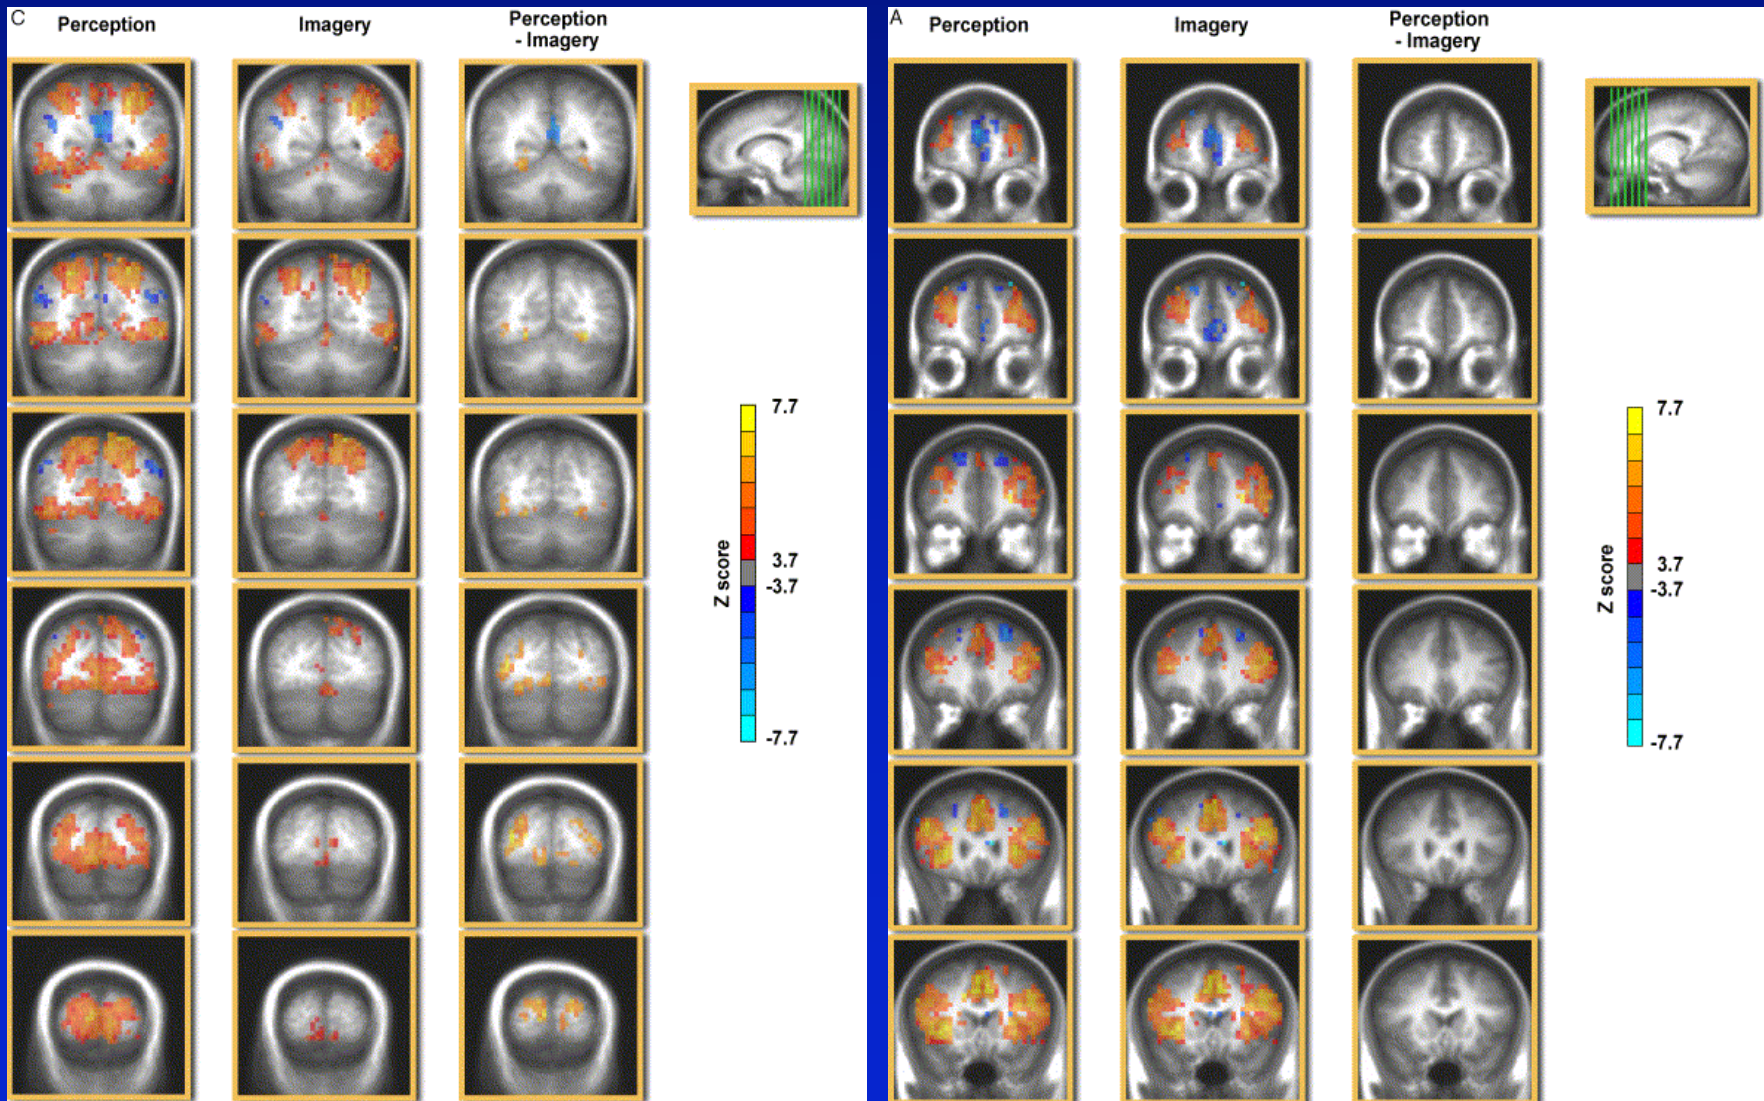 C
Perception
Imagery
Perception
- Imagery
7.7
3.7
-3.7
-7.7
Z score
A
Perception
Imagery
Perception
- Imagery
7.7
3.7
-3.7
-7.7
Z score